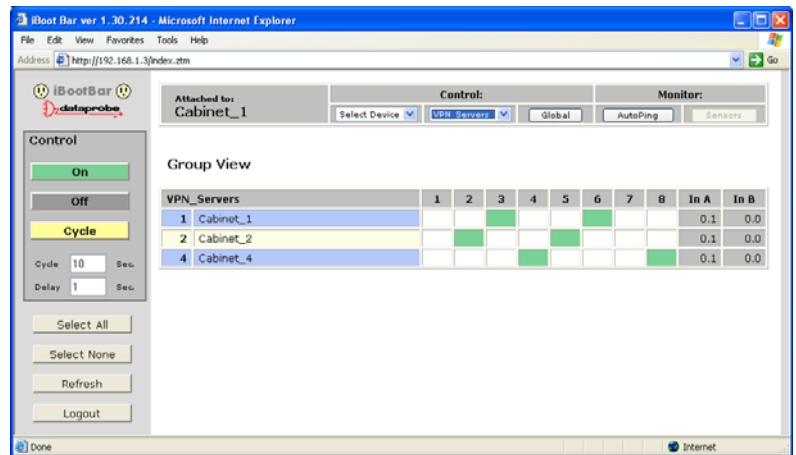 iBoot Bar ver 1.30.214 - Microsoft Internet Explorer
File Edit View Favorites Tools Help
Address http://192.168.1.3/index.ztm Go
iBootBar
dataprobe
Attached to:
Cabinet_1
Control:
Monitor:
Select Device VPN Servers Global AutoPing Sensors
Control
On
Off
Cycle
Cycle 10 Sec.
Delay 1 Sec.
Select All
Select None
Refresh
Logout
Group View
VPN_Servers 1 2 3 4 5 6 7 8 In A In B
1 Cabinet_1 0.1 0.0
2 Cabinet_2 0.1 0.0
4 Cabinet_4 0.1 0.0
Done Internet